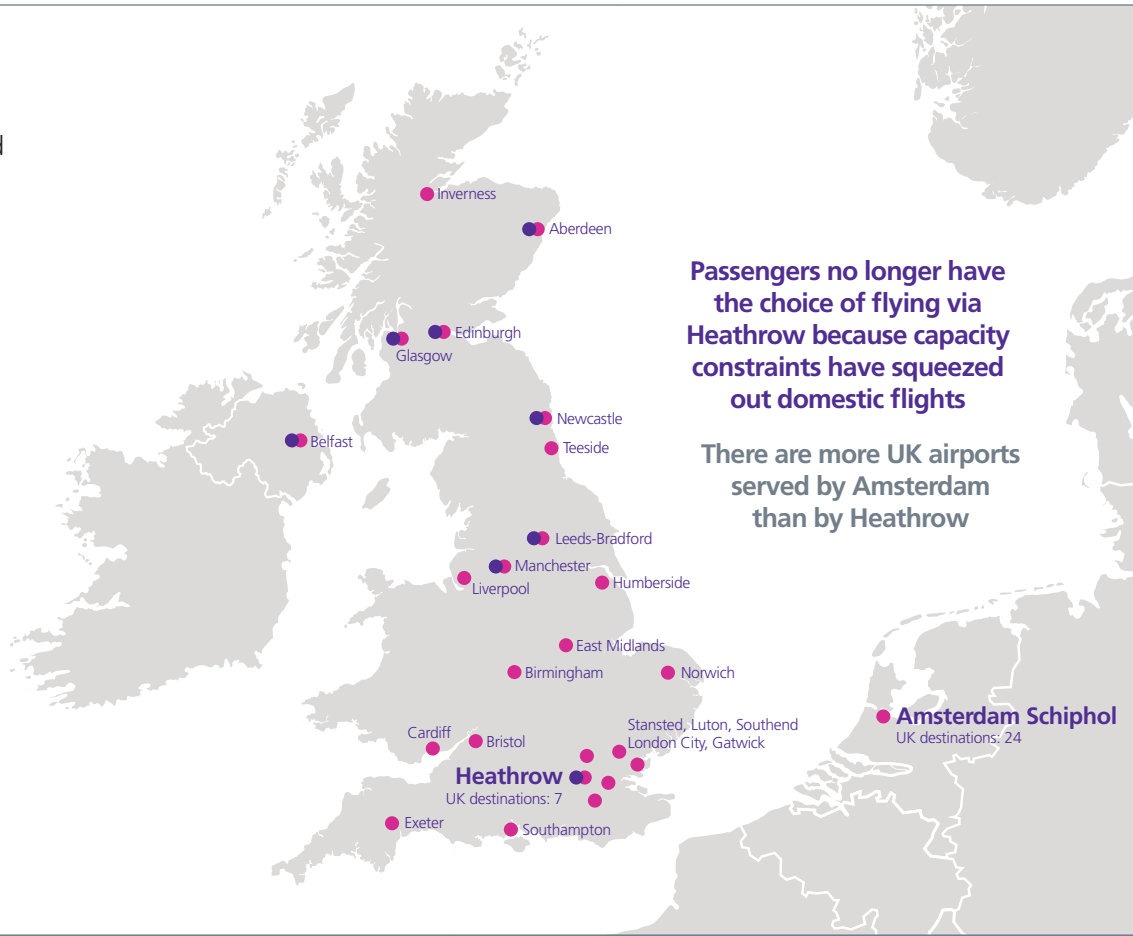 Inverness
Aberdeen
Passengers no longer have
the choice of flying via
Heathrow because capacity
constraints have squeezed
out domestic flights
Edinburgh
Glasgow
Newcastle
Belfast
Teeside
There are more UK airports
served by Amsterdam
than by Heathrow
Leeds-Bradford
Manchester
Liverpool
Humberside
East Midlands
Birmingham
Norwich
Amsterdam Schiphol
UK destinations: 24
Stansted, Luton, Southend
London City, Gatwick
Cardiff
Bristol
Heathrow
UK destinations: 7
Exeter
Southampton